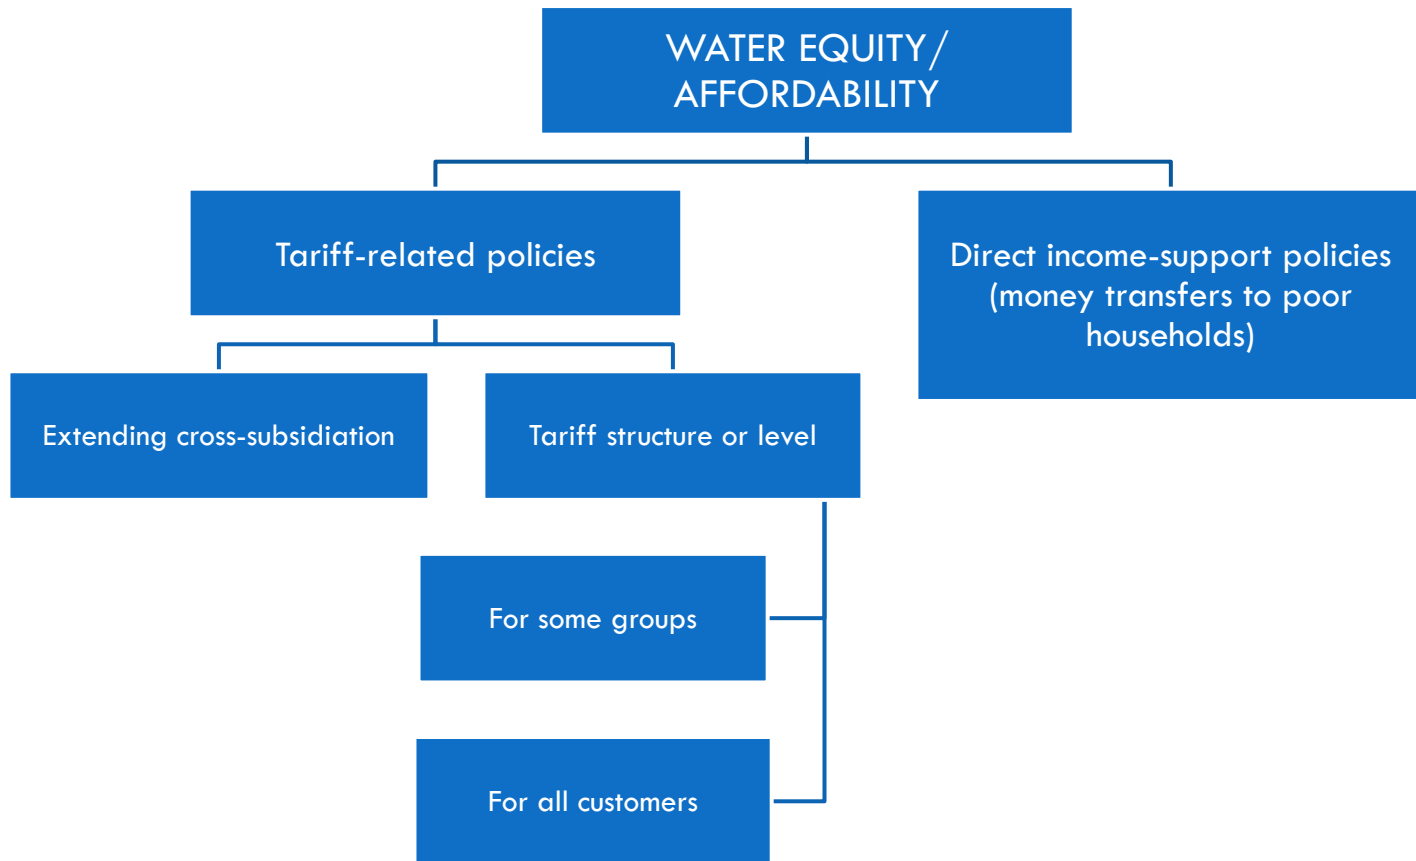 WATER EQUITY/
AFFORDABILITY
Tariff-related policies
Direct income-support policies
(money transfers to poor
households)
Extending cross-subsidiation
Tariff structure or level
For some groups
For all customers